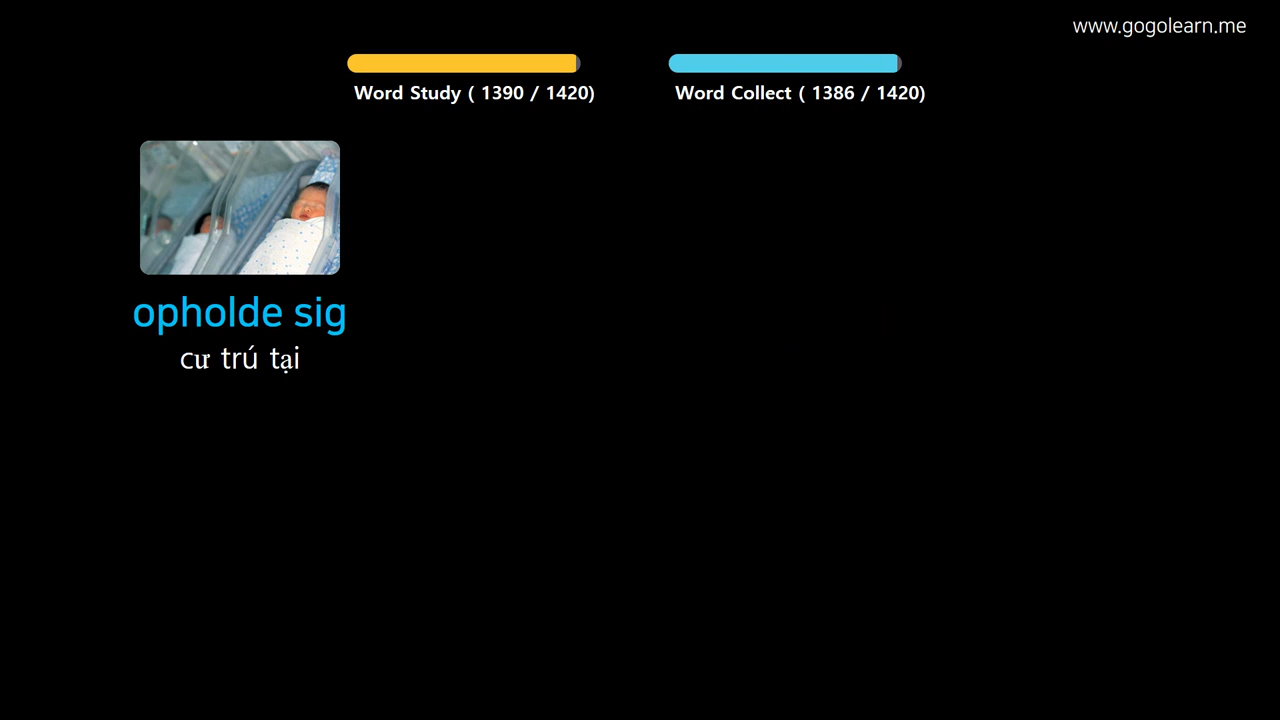 www.gogolearn.me
Word Study ( 1390 / 1420)
Word Collect ( 1386 / 1420)
opholde sig
cư trú tại